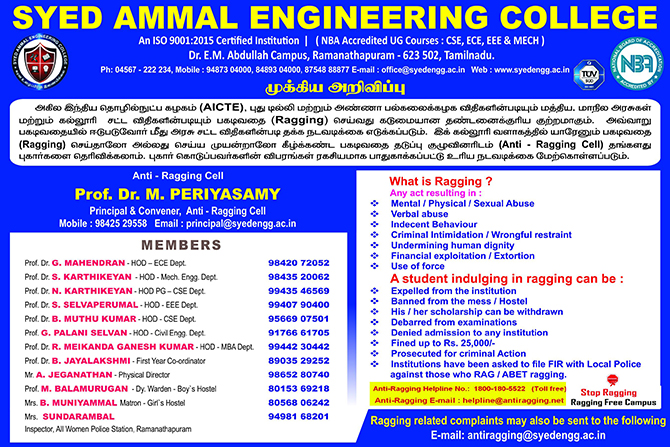 SYED AMMAL ENGINEERING COLLEGE
An ISO 9001:2015 Certified Institution | ( NBA Accredited UG Courses : CSE, ECE, EEE & MECH )
Dr. E.M. Abdullah Campus, Ramanathapuram - 623 502, Tamilnadu.
Ph: 04567 - 222 234, Mobile : 94873 04000, 84893 04000, 87548 88877 E-mail : office@syedengg.ac.in Web : www.syedengg.ac.in
TÜV
NBA
முக்கிய அறிவிப்பு
அகில இந்திய தொழில்நுட்ப கழகம் (AICTE), புது டில்லி மற்றும் அண்ணா பல்கலைக்கழக விதிகளின்படியும் மத்திய, மாநில அரசுகள்
மற்றும் கல்லூரி சட்ட விதிகளின்படியும் பகடிவதை (Ragging) செய்வது கடுமையான தண்டனைக்குரிய குற்றமாகும். அவ்வாறு
பகடிவதையில் ஈடுபடுவோர் மீது அரசு சட்ட விதிகளின்படி தக்க நடவடிக்கை எடுக்கப்படும். இக் கல்லூரி வளாகத்தில் யாரேனும் பகடிவதை
(Ragging) செய்தாலோ அல்லது செய்ய முயன்றாலோ கீழ்க்கண்ட பகடிவதை தடுப்பு குழுவினரிடம் (Anti - Ragging Cell) தங்களது
புகார்களை தெரிவிக்கலாம். புகார் கொடுப்பவர்களின் விபரங்கள் ரகசியமாக பாதுகாக்கப்பட்டு உரிய நடவடிக்கை மேற்கொள்ளப்படும்.
Anti - Ragging Cell
Prof. Dr. M. PERIYASAMY
Principal & Convener, Anti - Ragging Cell
Mobile : 98425 29558 Email : principal@syedengg.ac.in
MEMBERS
Prof. Dr. G. MAHENDRAN - HOD – ECE Dept. 98420 72052
Prof. Dr. S. KARTHIKEYAN - HOD - Mech. Engg. Dept. 98435 20062
Prof. Dr. N. KARTHIKEYAN - HOD PG – CSE Dept. 99435 46569
Prof. Dr. S. SELVAPERUMAL - HOD - EEE Dept. 99407 90400
Prof. Dr. B. MUTHU KUMAR - HOD - CSE Dept. 95669 07501
Prof. G. PALANI SELVAN - HOD - Civil Engg. Dept. 91766 61705
Prof. Dr. R. MEIKANDA GANESH KUMAR - HOD - MBA Dept. 99442 30442
Prof. Dr. B. JAYALAKSHMI - First Year Co-ordinator 89035 29252
Mr. A. JEGANATHAN - Physical Director 98652 80740
Prof. M. BALAMURUGAN - Dy. Warden - Boy`s Hostel 80153 69218
Mrs. B. MUNIYAMMAL Matron - Girl`s Hostel 80568 06242
Mrs. SUNDARAMBAL 94981 68201
Inspector, All Women Police Station, Ramanathapuram
What is Ragging ?
Any act resulting in :
Mental / Physical / Sexual Abuse
Verbal abuse
Indecent Behaviour
Criminal Intimidation / Wrongful restraint
Undermining human dignity
Financial exploitation / Extortion
Use of force
A student indulging in ragging can be :
Expelled from the institution
Banned from the mess / Hostel
His / her scholarship can be withdrawn
Debarred from examinations
Denied admission to any institution
Fined up to Rs. 25,000/-
Prosecuted for criminal Action
Institutions have been asked to file FIR with Local Police
against those who RAG / ABET ragging.
Anti-Ragging Helpline No.: 1800-180-5522 (Toll free)
Anti-Ragging E-mail : helpline@antiragging.net
Stop Ragging
Ragging Free Campus
Ragging related complaints may also be sent to the following
E-mail: antiragging@syedengg.ac.in